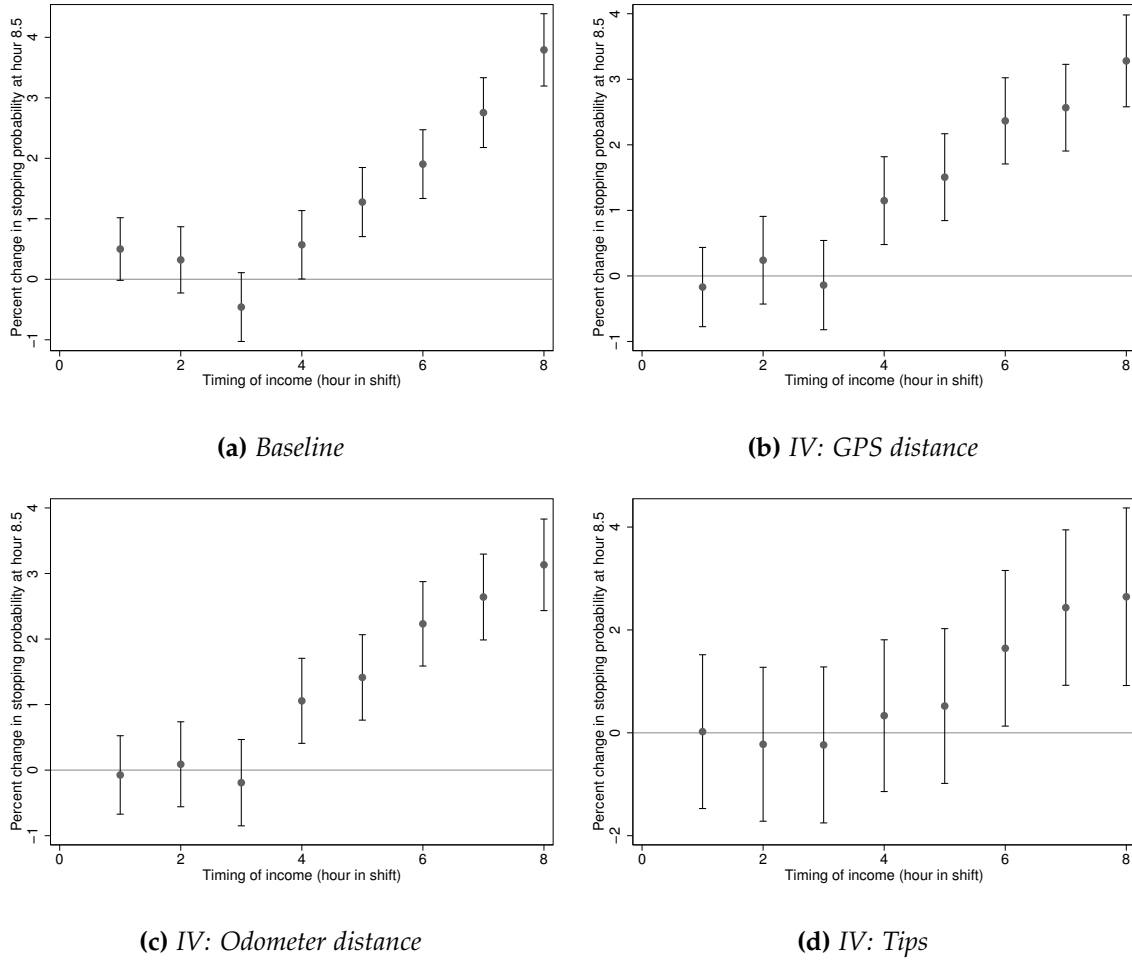 Percent change in stopping probability at hour 8.5
4
3
2
1
0
−1
0 2 4 6 8
Timing of income (hour in shift)
(a) Baseline
Percent change in stopping probability at hour 8.5
4
3
2
1
0
−1
0 2 4 6 8
Timing of income (hour in shift)
(b) IV: GPS distance
Percent change in stopping probability at hour 8.5
4
3
2
1
0
−1
0 2 4 6 8
Timing of income (hour in shift)
(c) IV: Odometer distance
Percent change in stopping probability at hour 8.5
4
2
0
−2
0 2 4 6 8
Timing of income (hour in shift)
(d) IV: Tips